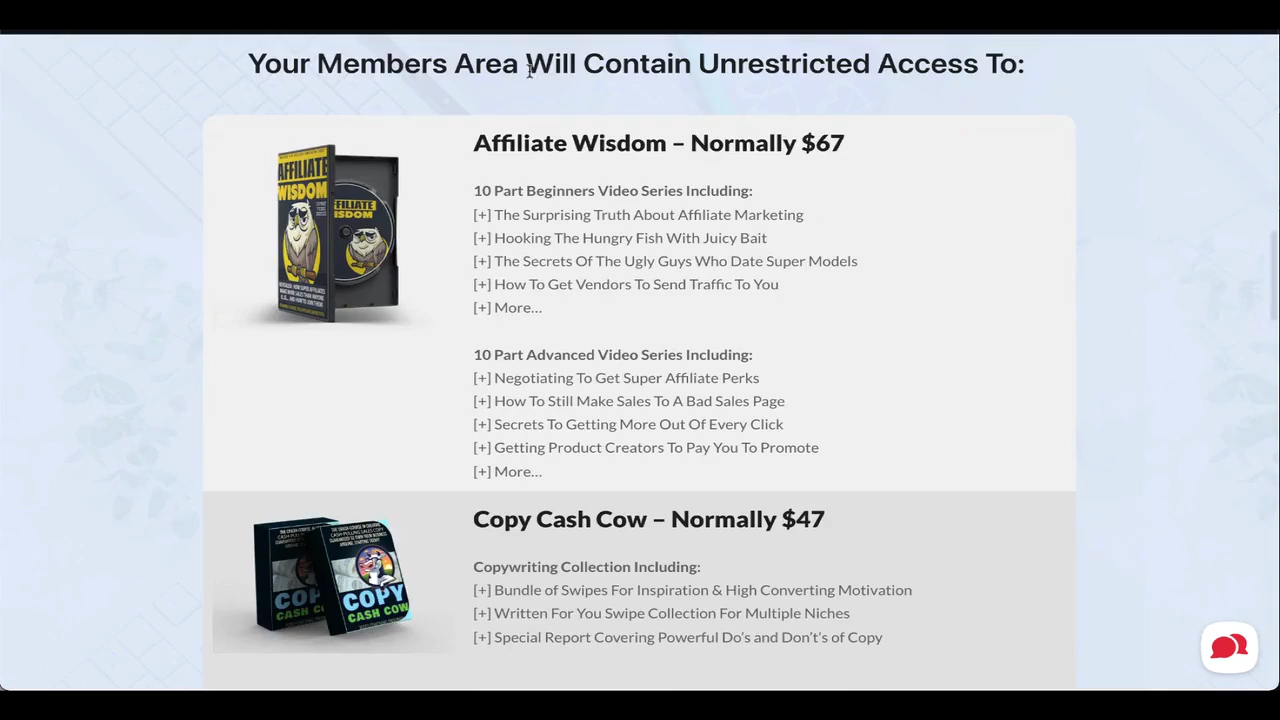 Your Members Area Will Contain Unrestricted Access To:
AFFILIATE
WISDOM
Affiliate Wisdom – Normally $67
10 Part Beginners Video Series Including:
[+] The Surprising Truth About Affiliate Marketing
[+] Hooking The Hungry Fish With Juicy Bait
[+] The Secrets Of The Ugly Guys Who Date Super Models
[+] How To Get Vendors To Send Traffic To You
[+] More...
10 Part Advanced Video Series Including:
[+] Negotiating To Get Super Affiliate Perks
[+] How To Still Make Sales To A Bad Sales Page
[+] Secrets To Getting More Out Of Every Click
[+] Getting Product Creators To Pay You To Promote
[+] More...
COPY
CASH COW
Copy Cash Cow – Normally $47
Copywriting Collection Including:
[+] Bundle of Swipes For Inspiration & High Converting Motivation
[+] Written For You Swipe Collection For Multiple Niches
[+] Special Report Covering Powerful Do's and Don't's of Copy